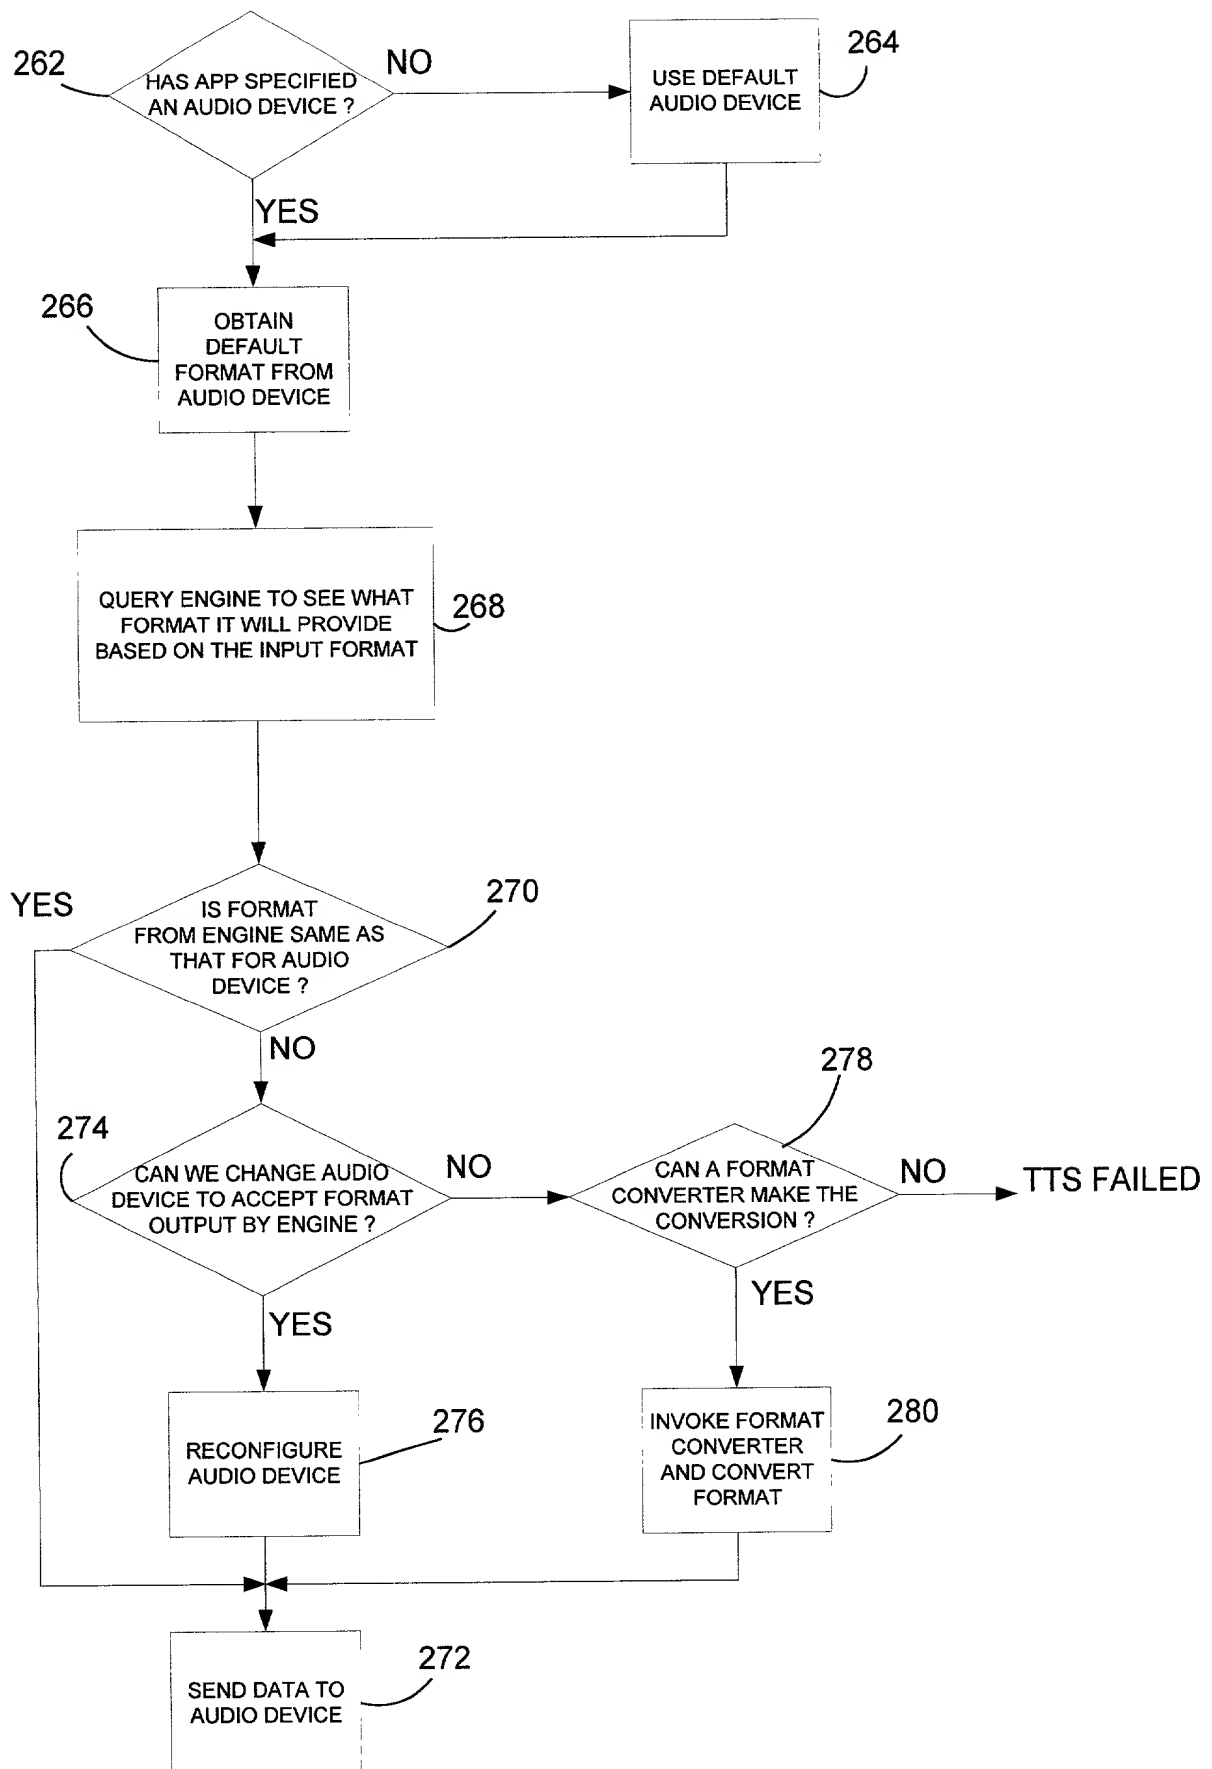 262
HAS APP SPECIFIED
AN AUDIO DEVICE ?
NO
USE DEFAULT
AUDIO DEVICE
264
YES
266
OBTAIN
DEFAULT
FORMAT FROM
AUDIO DEVICE
QUERY ENGINE TO SEE WHAT
FORMAT IT WILL PROVIDE
BASED ON THE INPUT FORMAT
268
YES
IS FORMAT
FROM ENGINE SAME AS
THAT FOR AUDIO
DEVICE ?
270
NO
274
CAN WE CHANGE AUDIO
DEVICE TO ACCEPT FORMAT
OUTPUT BY ENGINE ?
NO
278
CAN A FORMAT
CONVERTER MAKE THE
CONVERSION ?
NO
TTS FAILED
YES
YES
RECONFIGURE
AUDIO DEVICE
276
INVOKE FORMAT
CONVERTER
AND CONVERT
FORMAT
280
SEND DATA TO
AUDIO DEVICE
272